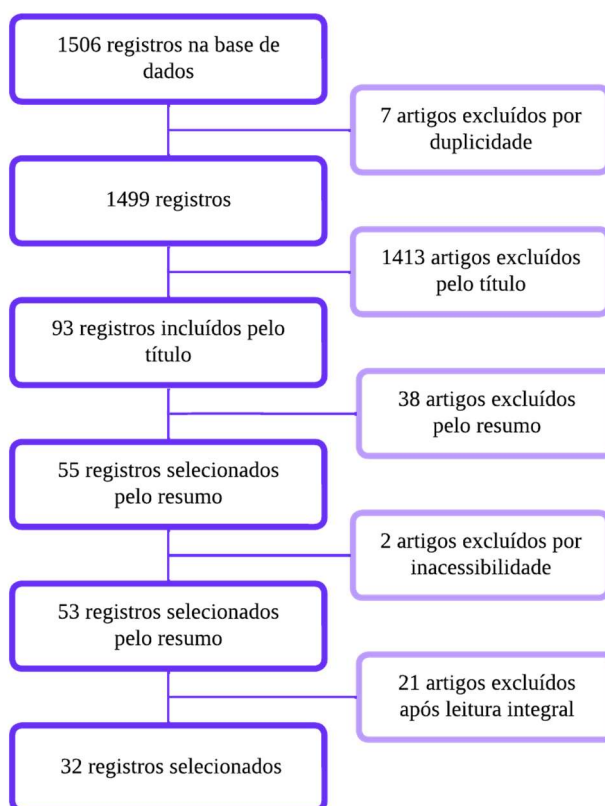 1506 registros na base de
dados
7 artigos excluídos por
duplicidade
1499 registros
1413 artigos excluídos
pelo título
93 registros incluídos pelo
título
38 artigos excluídos
pelo resumo
55 registros selecionados
pelo resumo
2 artigos excluídos por
inacessibilidade
53 registros selecionados
pelo resumo
21 artigos excluídos
após leitura integral
32 registros selecionados